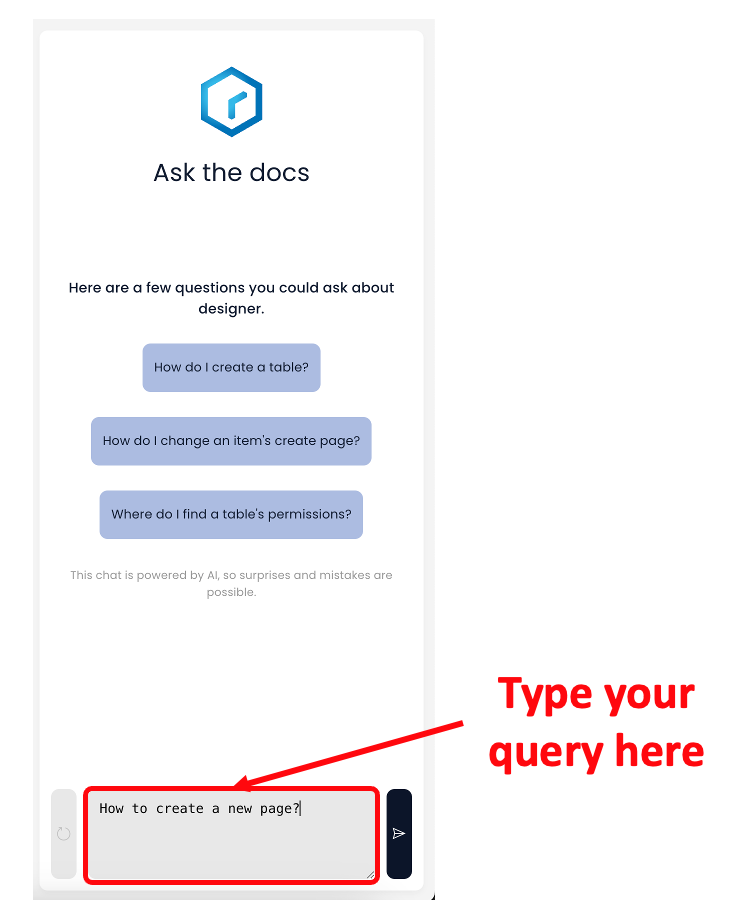 Ask the docs
Here are a few questions you could ask about
designer.
How do I create a table?
How do I change an item's create page?
Where do I find a table's permissions?
This chat is powered by AI, so surprises and mistakes are
possible.
Type your
query here
How to create a new page?